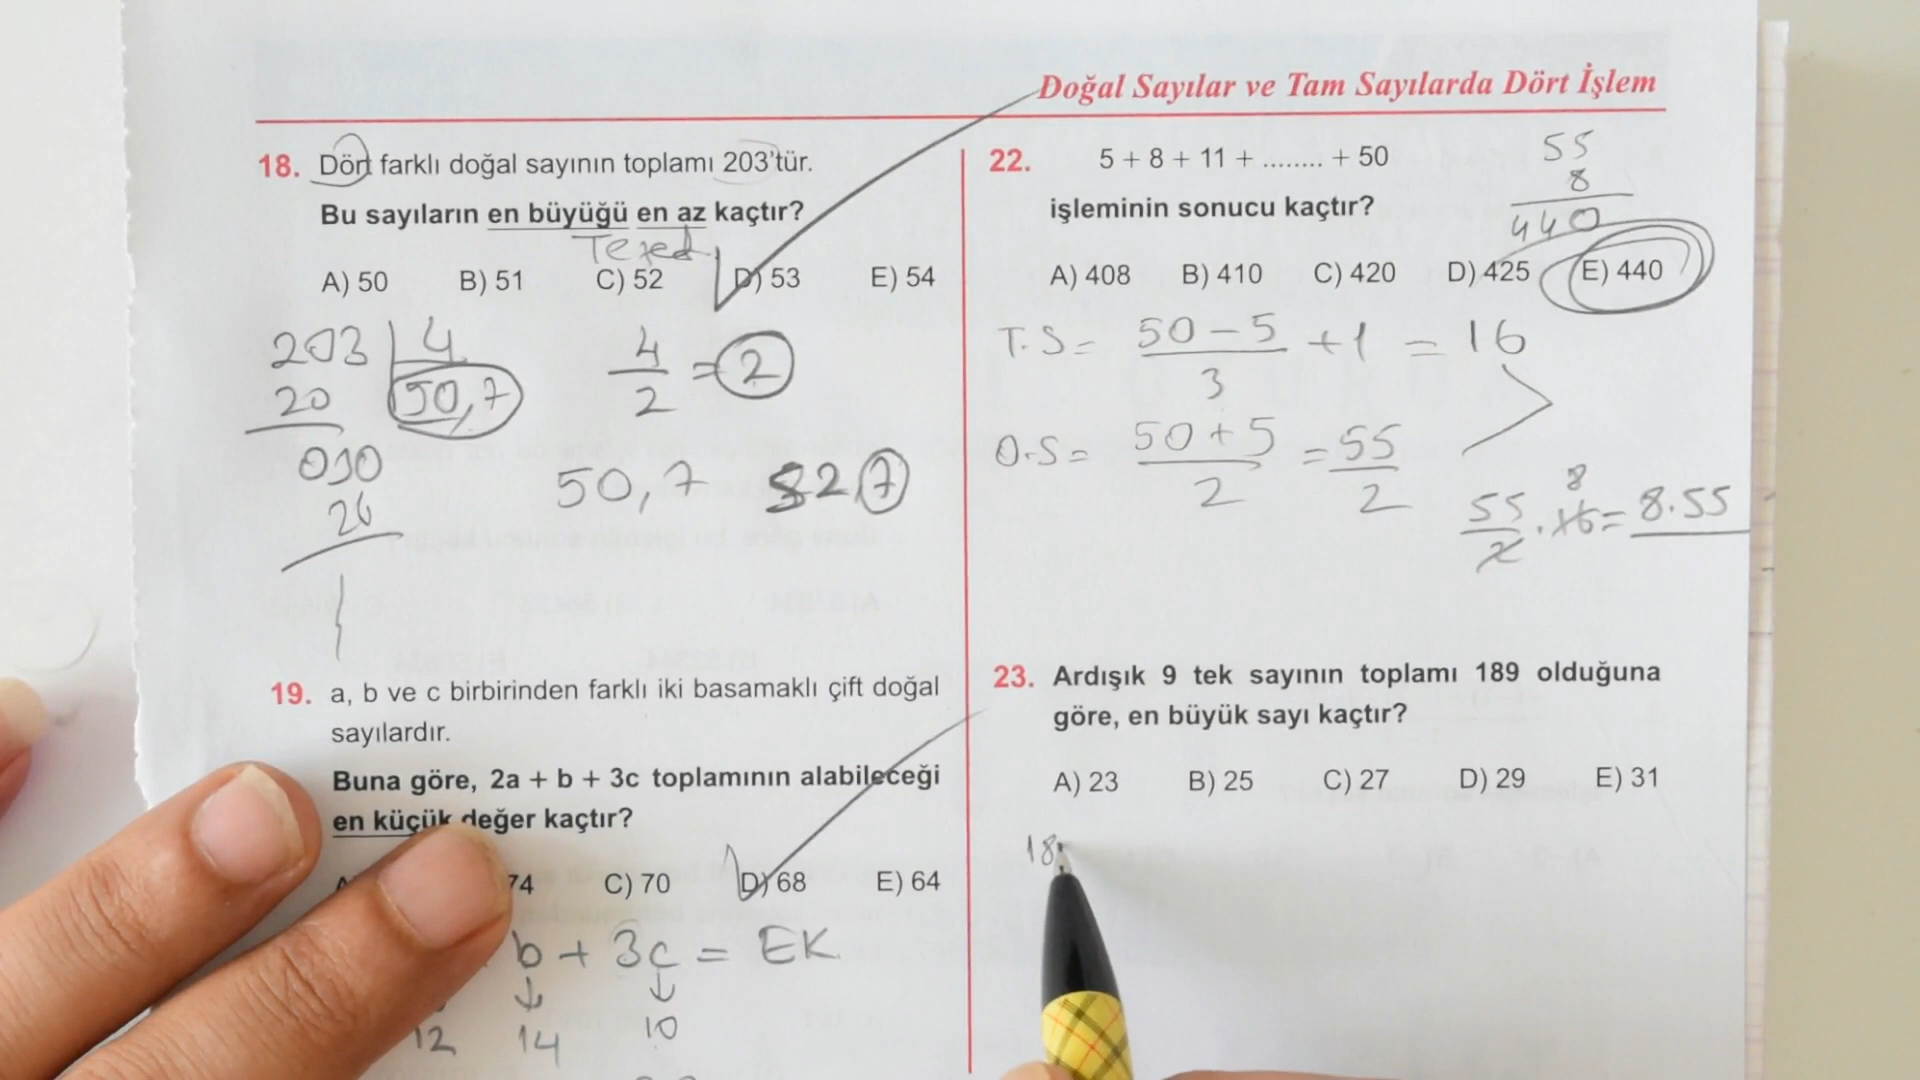 Doğal Sayılar ve Tam Sayılarda Dört İşlem
18. Dört farklı doğal sayının toplamı 203'tür.
Bu sayıların en büyüğü en az kaçtır?
A) 50 B) 51 C) 52 D) 53 E) 54
203 4
20 50,7
030
4/2 = 2
50,7 52,7
19. a, b ve c birbirinden farklı iki basamaklı çift doğal
sayılardır.
Buna göre, 2a + b + 3c toplamının alabileceği
en küçük değer kaçtır?
74 C) 70 D) 68 E) 64
b + 3c = EK
↓ ↓
12 14 10
22. 5 + 8 + 11 + ........ + 50
işleminin sonucu kaçtır?
55
8
440
A) 408 B) 410 C) 420 D) 425 E) 440
T.S = 50 - 5 / 3 + 1 = 16
O.S = 50 + 5 / 2 = 55 / 2
55/2 . 16 = 8.55
8
23. Ardışık 9 tek sayının toplamı 189 olduğuna
göre, en büyük sayı kaçtır?
A) 23 B) 25 C) 27 D) 29 E) 31
18